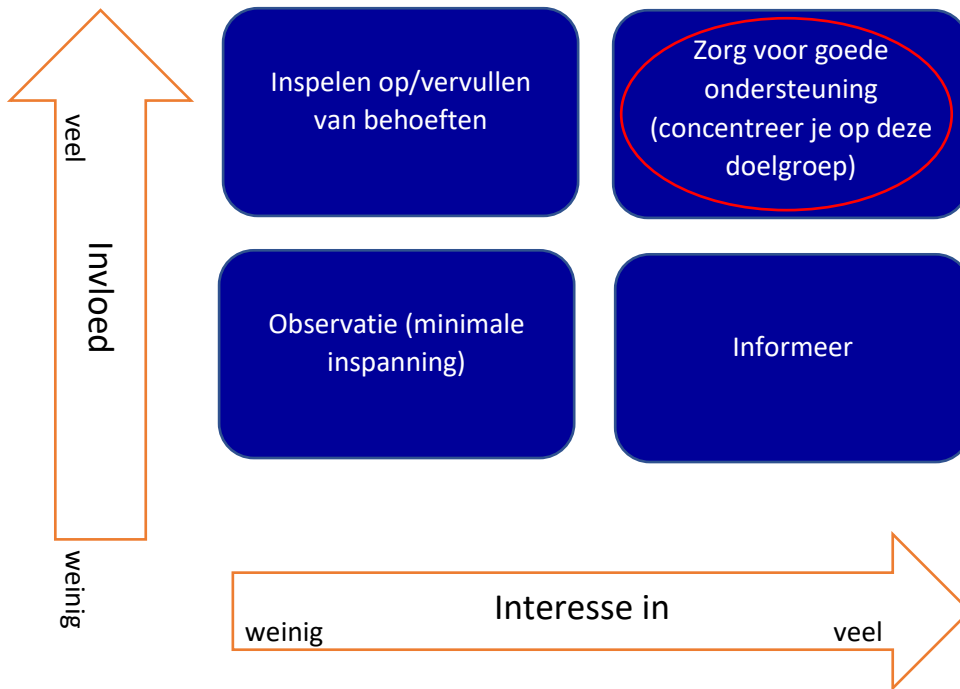 veel
Invloed
weinig
Inspelen op/vervullen
van behoeften
Zorg voor goede
ondersteuning
(concentreer je op deze
doelgroep)
Observatie (minimale
inspanning)
Informeer
Interesse in
weinig
veel